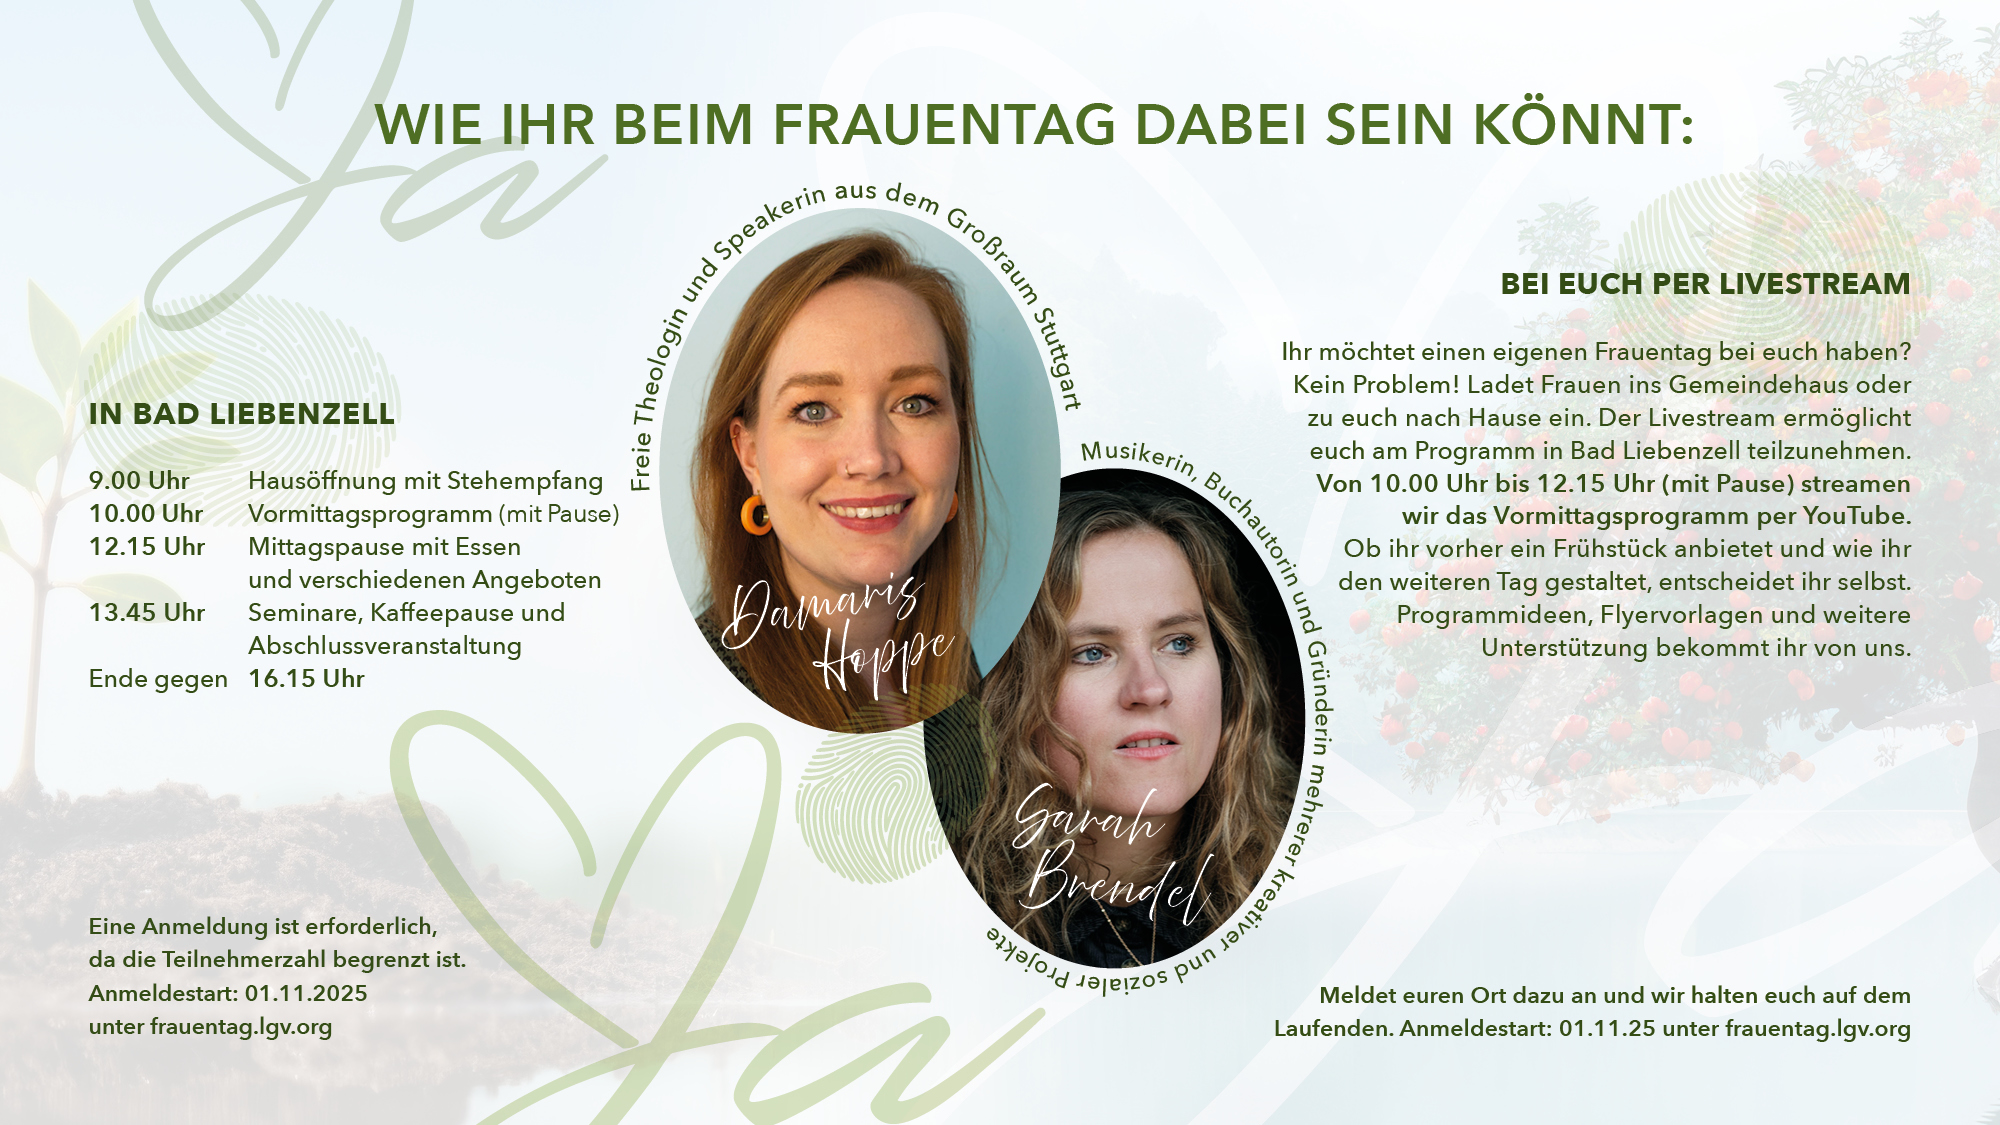 WIE IHR BEIM FRAUENTAG DABEI SEIN KÖNNT:
Ja
IN BAD LIEBENZELL
9.00 Uhr Hausöffnung mit Stehempfang
10.00 Uhr Vormittagsprogramm (mit Pause)
12.15 Uhr Mittagspause mit Essen
und verschiedenen Angeboten
13.45 Uhr Seminare, Kaffeepause und
Abschlussveranstaltung
Ende gegen 16.15 Uhr
Eine Anmeldung ist erforderlich,
da die Teilnehmerzahl begrenzt ist.
Anmeldestart: 01.11.2025
unter frauentag.lgv.org
Freie Theologin und Speakerin aus dem Großraum Stuttgart
Damaris
Hoppe
Musikerin, Buchautorin und Gründerin mehrerer kreativer und sozialer Projekte
Sarah
Brendel
Ja
BEI EUCH PER LIVESTREAM
Ihr möchtet einen eigenen Frauentag bei euch haben?
Kein Problem! Ladet Frauen ins Gemeindehaus oder
zu euch nach Hause ein. Der Livestream ermöglicht
euch am Programm in Bad Liebenzell teilzunehmen.
Von 10.00 Uhr bis 12.15 Uhr (mit Pause) streamen
wir das Vormittagsprogramm per YouTube.
Ob ihr vorher ein Frühstück anbietet und wie ihr
den weiteren Tag gestaltet, entscheidet ihr selbst.
Programmideen, Flyervorlagen und weitere
Unterstützung bekommt ihr von uns.
Meldet euren Ort dazu an und wir halten euch auf dem
Laufenden. Anmeldestart: 01.11.25 unter frauentag.lgv.org